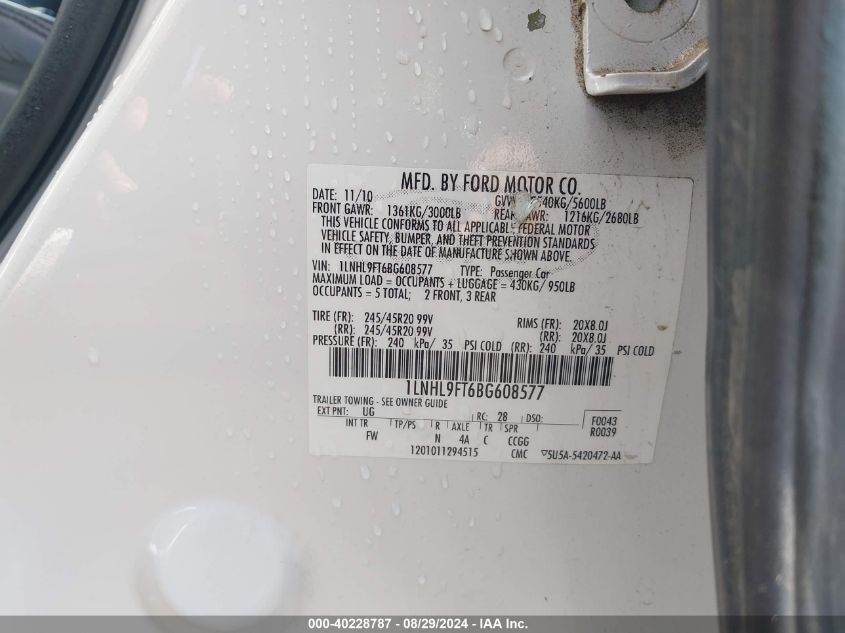 MFD. BY FORD MOTOR CO.
DATE: 11/10 GVW 40KG/5600LB
FRONT GAWR: 1361KG/3000LB REAR AWR: 1216KG/2680LB
THIS VEHICLE CONFORMS TO ALL APPLICABLE FEDERAL MOTOR
VEHICLE SAFETY, BUMPER, AND THEFT PREVENTION STANDARDS
IN EFFECT ON THE DATE OF MANUFACTURE SHOWN ABOVE.
VIN: 1LNHL9FT6BG608577 TYPE: Passenger Car
MAXIMUM LOAD = OCCUPANTS + LUGGAGE = 430KG/ 950LB
OCCUPANTS = 5 TOTAL; 2 FRONT, 3 REAR
TIRE (FR): 245/45R20 99V RIMS (FR): 20X8.0J
(RR): 245/45R20 99V (RR): 20X8.0J
PRESSURE (FR): 240 kPa/ 35 PSI COLD (RR): 240 kPa/ 35 PSI COLD
1LNHL9FT6BG608577
TRAILER TOWING - SEE OWNER GUIDE
EXT PNT: UG RC: 28 DSO: F0043
INT TR TP/PS R AXLE TR SPR R0039
FW N 4A C CCGG
1201011294515 CMC ▽5U5A-5420472-AA
000-40228787 - 08/29/2024 - IAA Inc.